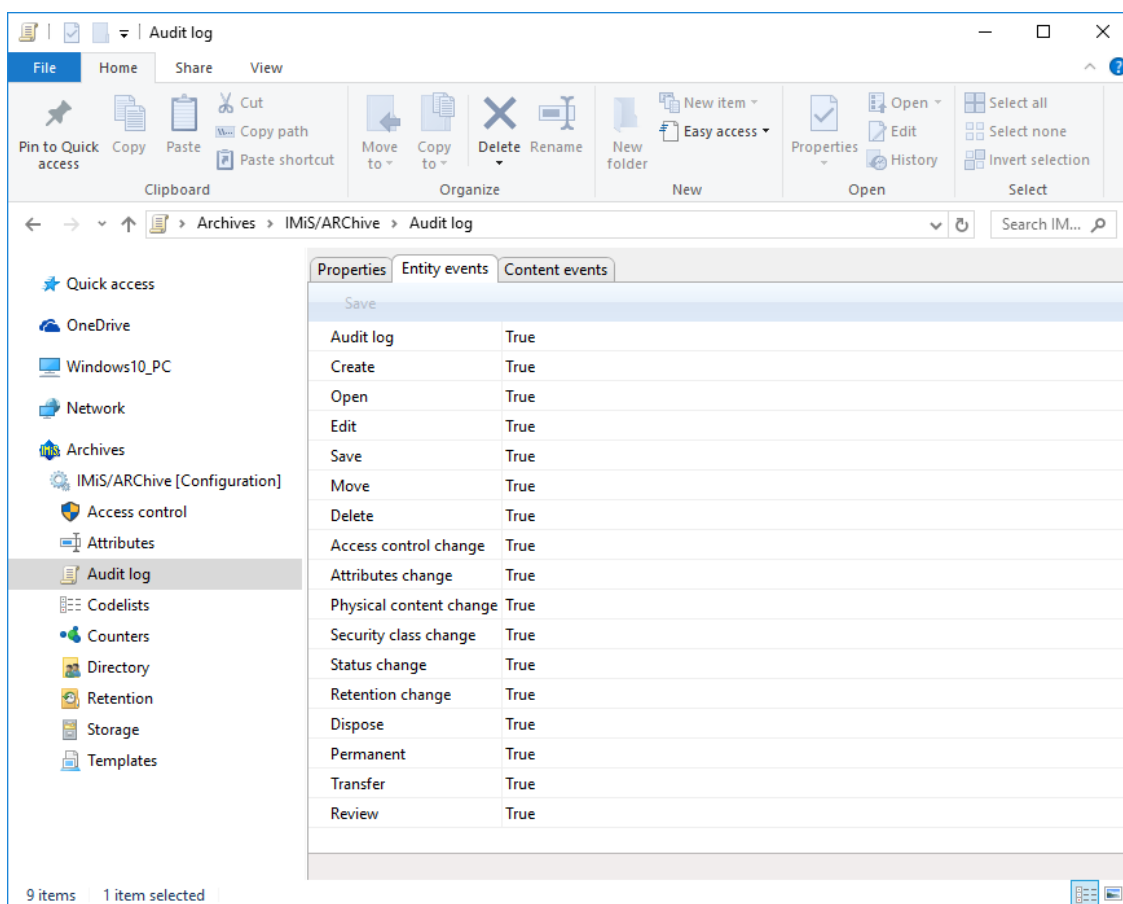 Audit log
File Home Share View
Pin to Quick access
Copy
Paste
Cut
Copy path
Paste shortcut
Clipboard
Move to
Copy to
Delete
Rename
Organize
New folder
New item
Easy access
New
Properties
Open
Edit
History
Open
Select all
Select none
Invert selection
Select
Archives > IMiS/ARChive > Audit log
Search IM...
Quick access
OneDrive
Windows10_PC
Network
Archives
IMiS/ARChive [Configuration]
Access control
Attributes
Audit log
Codelists
Counters
Directory
Retention
Storage
Templates
Properties Entity events Content events
Save
Audit log True
Create True
Open True
Edit True
Save True
Move True
Delete True
Access control change True
Attributes change True
Physical content change True
Security class change True
Status change True
Retention change True
Dispose True
Permanent True
Transfer True
Review True
9 items 1 item selected